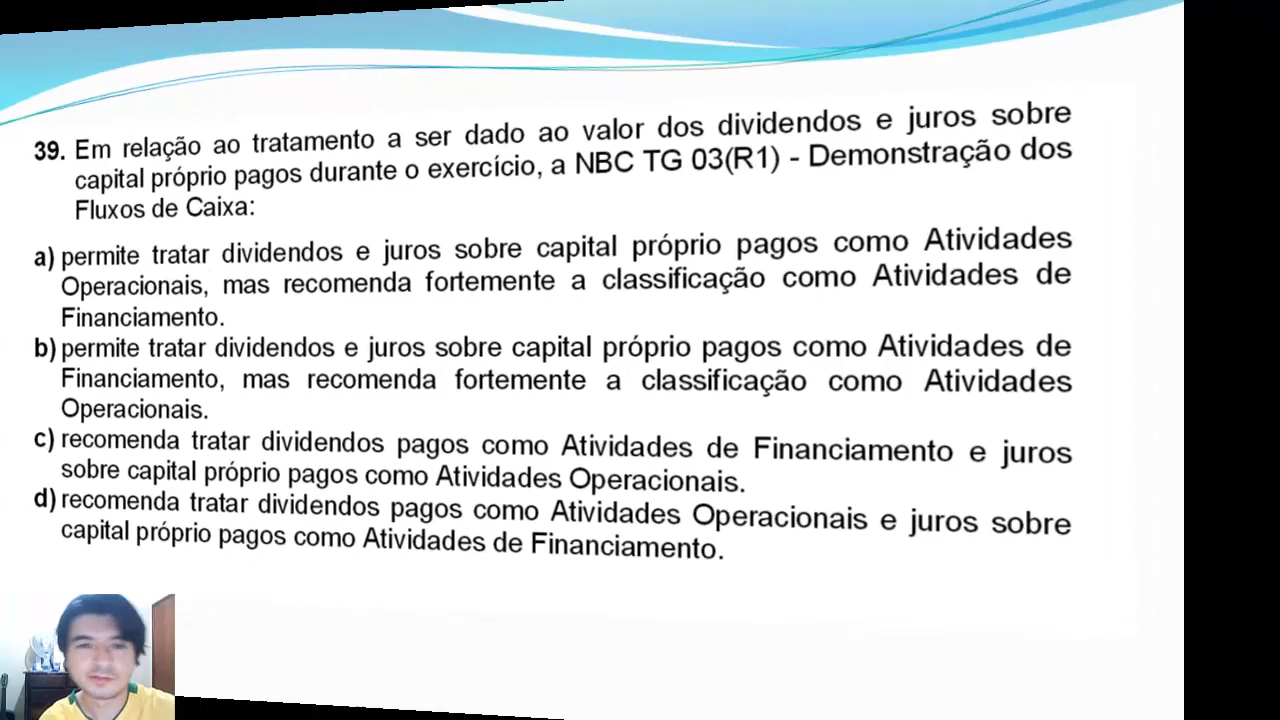 39. Em relação ao tratamento a ser dado ao valor dos dividendos e juros sobre
capital próprio pagos durante o exercício, a NBC TG 03(R1) - Demonstração dos
Fluxos de Caixa:
a) permite tratar dividendos e juros sobre capital próprio pagos como Atividades
Operacionais, mas recomenda fortemente a classificação como Atividades de
Financiamento.
b) permite tratar dividendos e juros sobre capital próprio pagos como Atividades de
Financiamento, mas recomenda fortemente a classificação como Atividades
Operacionais.
c) recomenda tratar dividendos pagos como Atividades de Financiamento e juros
sobre capital próprio pagos como Atividades Operacionais.
d) recomenda tratar dividendos pagos como Atividades Operacionais e juros sobre
capital próprio pagos como Atividades de Financiamento.